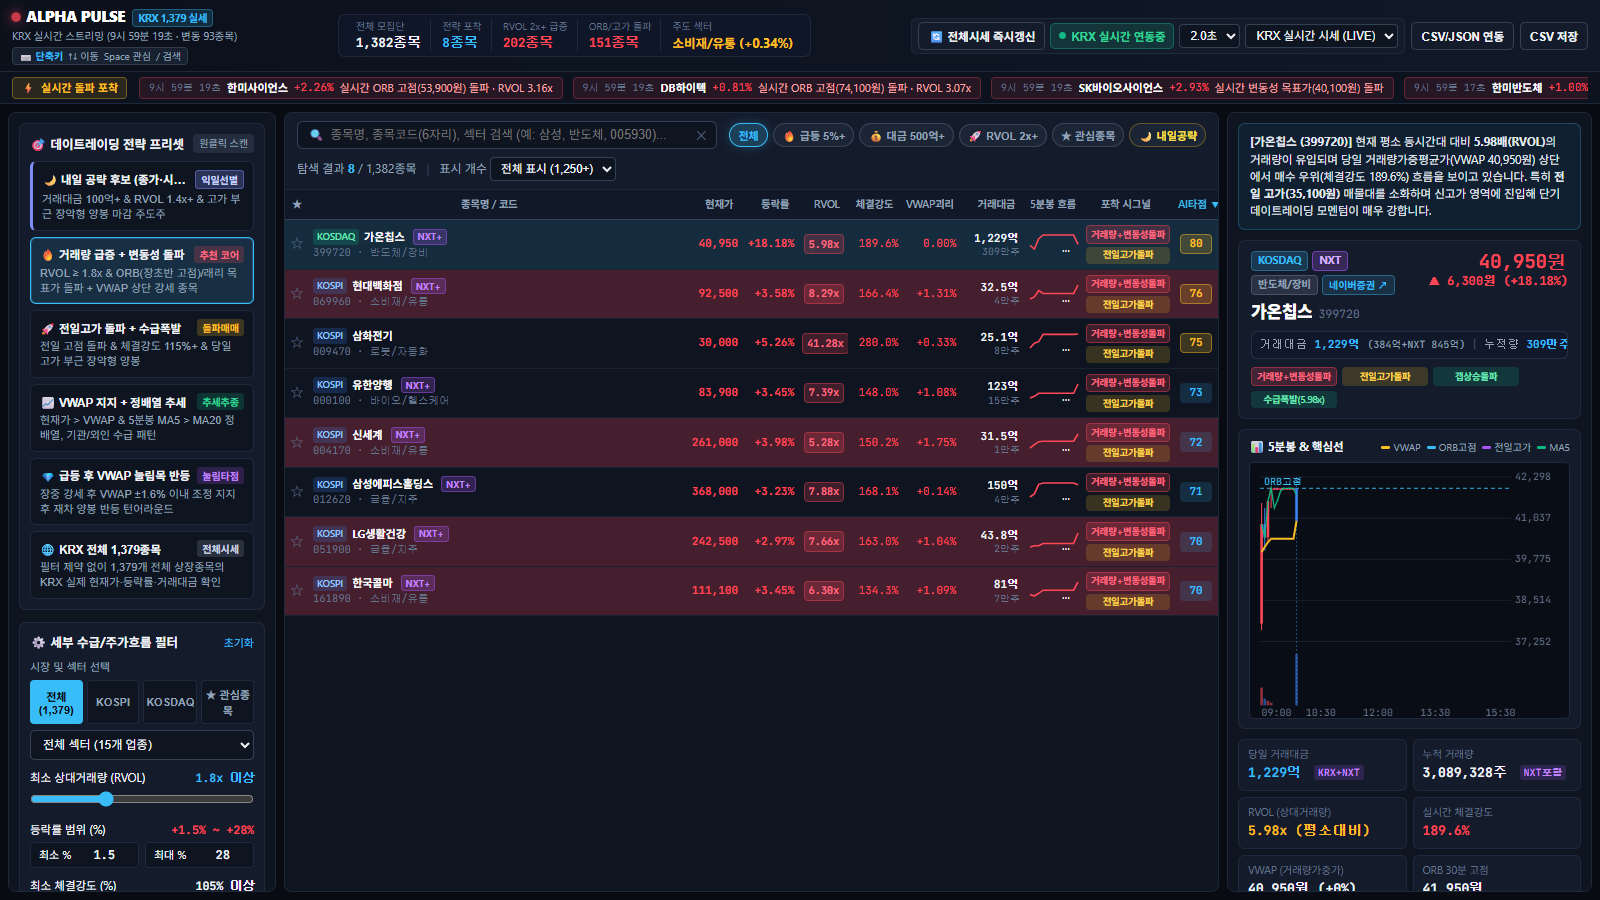 ALPHA PULSE KRX 1,379 실세
KRX 실시간 스트리밍 (9시 59분 19초 · 변동 93종목)
단축키 ↑↓ 이동 Space 관심 / 검색
전체 모집단
1,382종목
전략 포착
8종목
RVOL 2x+ 급증
202종목
ORB/고가 돌파
151종목
주도 섹터
소비재/유통 (+0.34%)
전체시세 즉시갱신
KRX 실시간 연동중
2.0초
KRX 실시간 시세 (LIVE)
CSV/JSON 연동
CSV 저장
실시간 돌파 포착
9시 59분 19초 한미사이언스 +2.26% 실시간 ORB 고점(53,900원) 돌파 · RVOL 3.16x
9시 59분 19초 DB하이텍 +0.81% 실시간 ORB 고점(74,100원) 돌파 · RVOL 3.07x
9시 59분 19초 SK바이오사이언스 +2.93% 실시간 변동성 목표가(40,100원) 돌파
9시 59분 17초 한미반도체 +1.00%
데이트레이딩 전략 프리셋 원클릭 스캔
내일 공략 후보 (종가·시... 익일선별
거래대금 100억+ & RVOL 1.4x+ & 고가 부
근 장악형 양봉 마감 주도주
거래량 급증 + 변동성 돌파 추천 코어
RVOL ≥ 1.8x & ORB(장초반 고점)/래리 목
표가 돌파 + VWAP 상단 강세 종목
전일고가 돌파 + 수급폭발 돌파매매
전일 고점 돌파 & 체결강도 115%+ & 당일
고가 부근 장악형 양봉
VWAP 지지 + 정배열 추세 추세추종
현재가 > VWAP & 5분봉 MA5 > MA20 정
배열, 기관/외인 수급 패턴
급등 후 VWAP 눌림목 반등 눌림타점
장중 강세 후 VWAP ±1.6% 이내 조정 지지
후 재차 양봉 반등 턴어라운드
KRX 전체 1,379종목 전체시세
필터 제약 없이 1,379개 전체 상장종목의
KRX 실제 현재가·등락률·거래대금 확인
세부 수급/주가흐름 필터 초기화
시장 및 섹터 선택
전체
(1,379)
KOSPI
KOSDAQ
★ 관심종
목
전체 섹터 (15개 업종)
최소 상대거래량 (RVOL) 1.8x 이상
등락률 범위 (%) +1.5% ~ +28%
최소 % 1.5 최대 % 28
최소 체결강도 (%) 105% 이상
종목명, 종목코드(6자리), 섹터 검색 (예: 삼성, 반도체, 005930)...
전체
급등 5%+
대금 500억+
RVOL 2x+
★ 관심종목
내일공략
탐색 결과 8 / 1,382종목 | 표시 개수 전체 표시 (1,250+)
★ 종목명 / 코드 현재가 등락률 RVOL 체결강도 VWAP괴리 거래대금 5분봉 흐름 포착 시그널 AI타점 ▼
☆ KOSDAQ 가온칩스 NXT+ 40,950 +18.18% 5.98x 189.6% 0.00% 1,229억 거래량+변동성돌파 80
399720 · 반도체/장비 309만주 전일고가돌파
☆ KOSPI 현대백화점 NXT+ 92,500 +3.58% 8.29x 166.4% +1.31% 32.5억 거래량+변동성돌파 76
069960 · 소비재/유통 4만주 전일고가돌파
☆ KOSPI 삼화전기 30,000 +5.26% 41.28x 280.0% +0.33% 25.1억 거래량+변동성돌파 75
009470 · 로봇/자동화 8만주 전일고가돌파
☆ KOSPI 유한양행 NXT+ 83,900 +3.45% 7.39x 148.0% +1.08% 123억 거래량+변동성돌파 73
000100 · 바이오/헬스케어 15만주 전일고가돌파
☆ KOSPI 신세계 NXT+ 261,000 +3.98% 5.28x 150.2% +1.75% 31.5억 거래량+변동성돌파 72
004170 · 소비재/유통 1만주 전일고가돌파
☆ KOSPI 삼성에피스홀딩스 NXT+ 368,000 +3.23% 7.88x 168.1% +0.14% 150억 거래량+변동성돌파 71
0126Z0 · 금융/지주 4만주 전일고가돌파
☆ KOSPI LG생활건강 NXT+ 242,500 +2.97% 7.66x 163.0% +1.04% 43.8억 거래량+변동성돌파 70
051900 · 금융/지주 2만주 전일고가돌파
☆ KOSPI 한국콜마 NXT+ 111,100 +3.45% 6.30x 134.3% +1.09% 81억 거래량+변동성돌파 70
161890 · 소비재/유통 7만주 전일고가돌파
[가온칩스 (399720)] 현재 평소 동시간대 대비 5.98배(RVOL)의
거래량이 유입되며 당일 거래량가중평균가(VWAP 40,950원) 상단
에서 매수 우위(체결강도 189.6%) 흐름을 보이고 있습니다. 특히 전
일 고가(35,100원) 매물대를 소화하며 신고가 영역에 진입해 단기
데이트레이딩 모멘텀이 매우 강합니다.
KOSDAQ NXT 40,950원
반도체/장비 네이버증권 ↗ ▲ 6,300원 (+18.18%)
가온칩스 399720
거래대금 1,229억 (384억+NXT 845억) | 누적량 309만주
거래량+변동성돌파 전일고가돌파 갭상승돌파
수급폭발(5.98x)
5분봉 & 핵심선 VWAP ORB고점 전일고가 MA5
ORB고점
42,298
41,037
39,775
38,514
37,252
09:00 10:30 12:00 13:30 15:30
당일 거래대금
1,229억 KRX+NXT
누적 거래량
3,089,328주 NXT포함
RVOL (상대거래량)
5.98x (평소대비)
실시간 체결강도
189.6%
VWAP (거래량가중가)
40,950원 (+0%)
ORB 30분 고점
41,950원